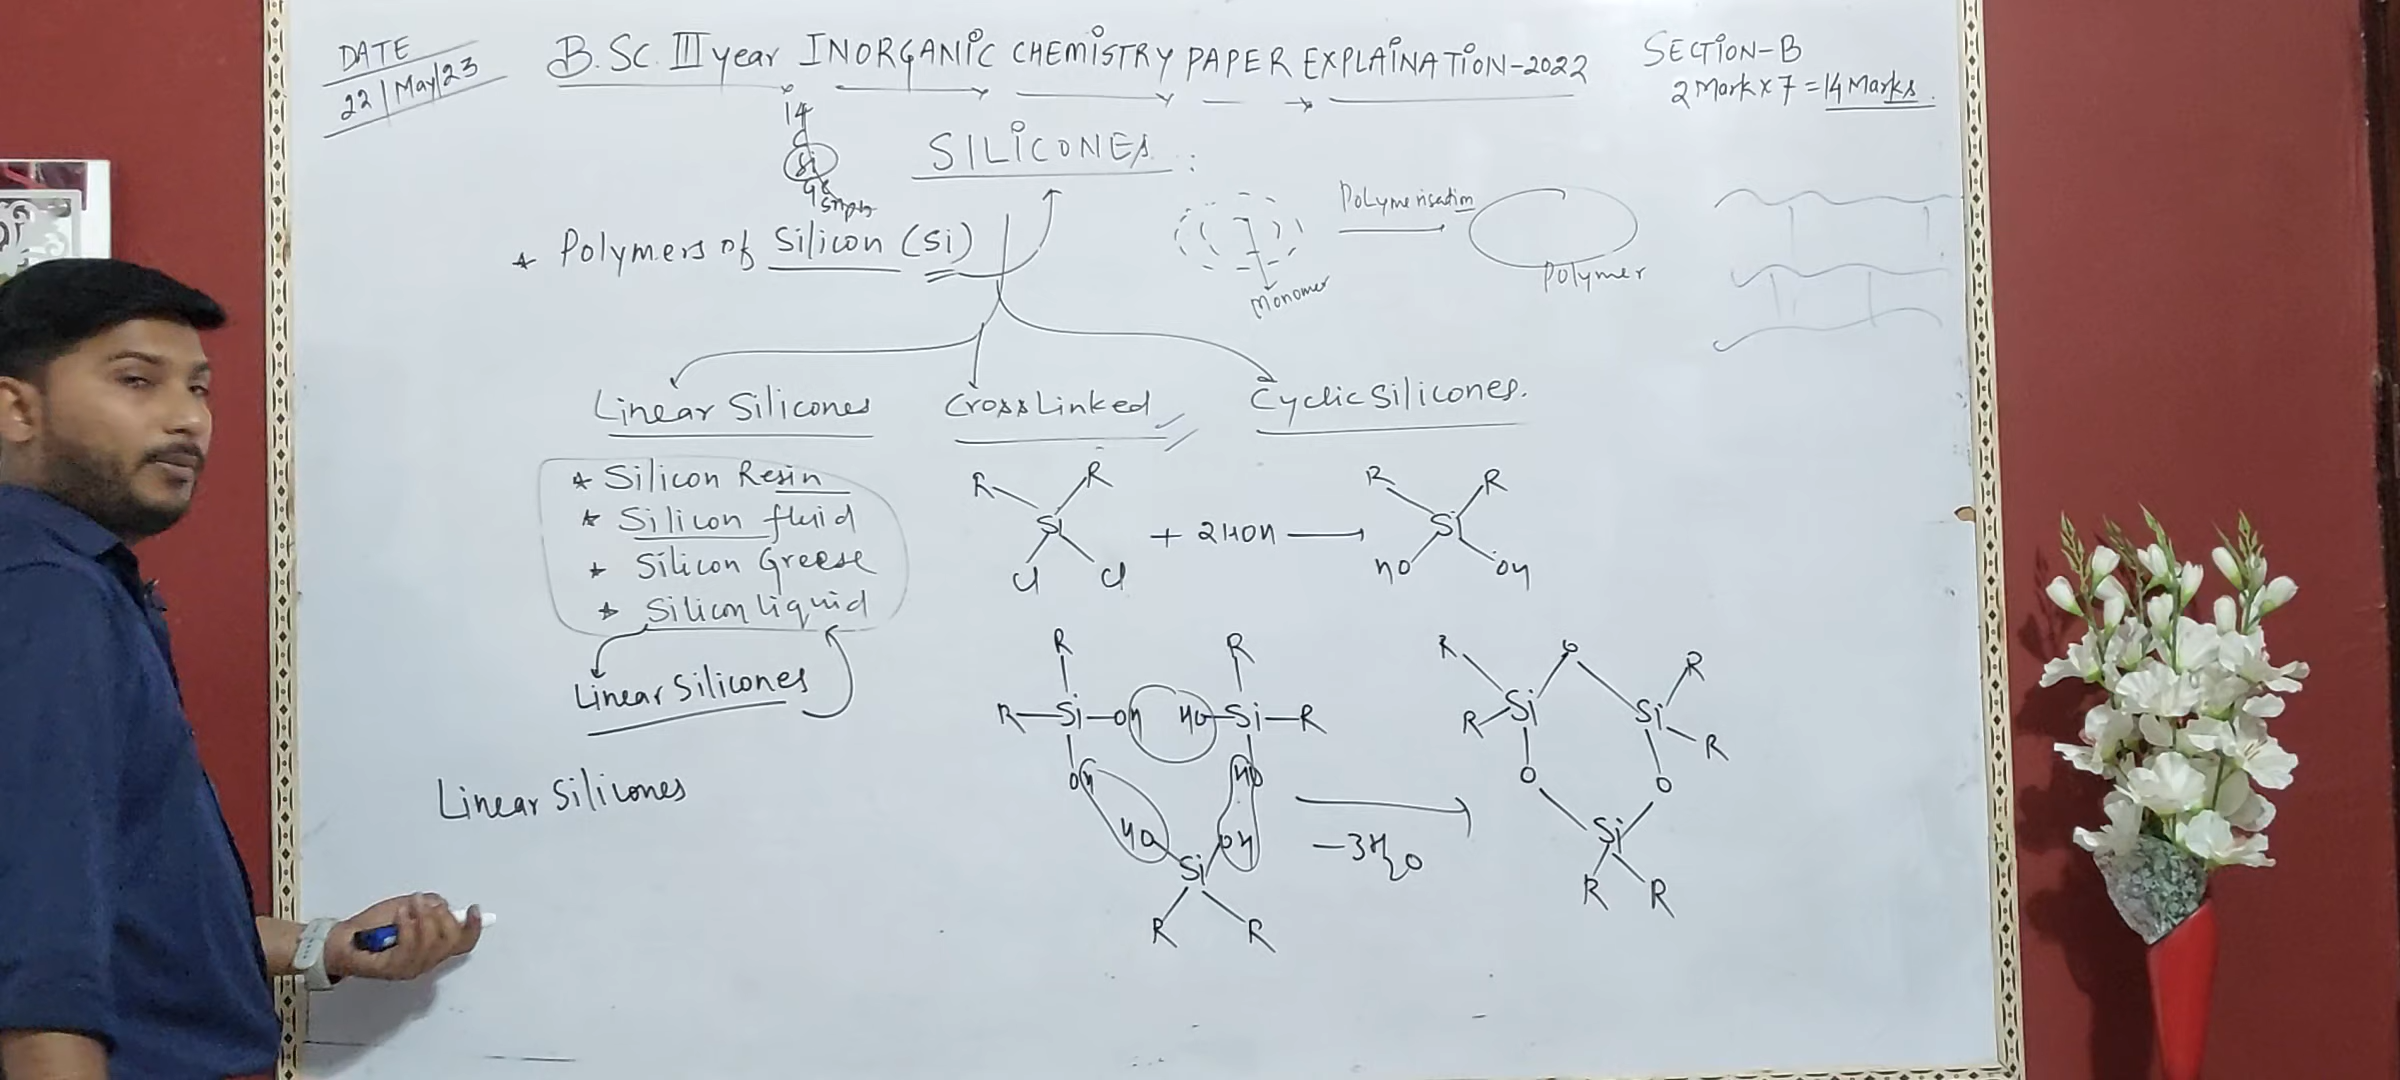 DATE
22/May/23
B.Sc. III year INORGANIC CHEMISTRY PAPER EXPLAINATION-2022
SECTION-B
2 Mark x 7 = 14 Marks.
14
Si
SILICONES :
* Polymers of Silicon (Si)
Monomer
Polymerisation
Polymer
Linear Silicones
CrossLinked
Cyclic Silicones.
* Silicon Resin
* Silicon fluid
* Silicon Greese
* Silicon liquid
Linear Silicones
Linear Silicones
R R
Si
Cl Cl
+ 2HOH
R R
Si
HO OH
R R
R—Si—OH HO—Si—R
OH HO
HO OH
Si
R R
-3H2O
R O R
Si Si
R R
O O
Si
R R